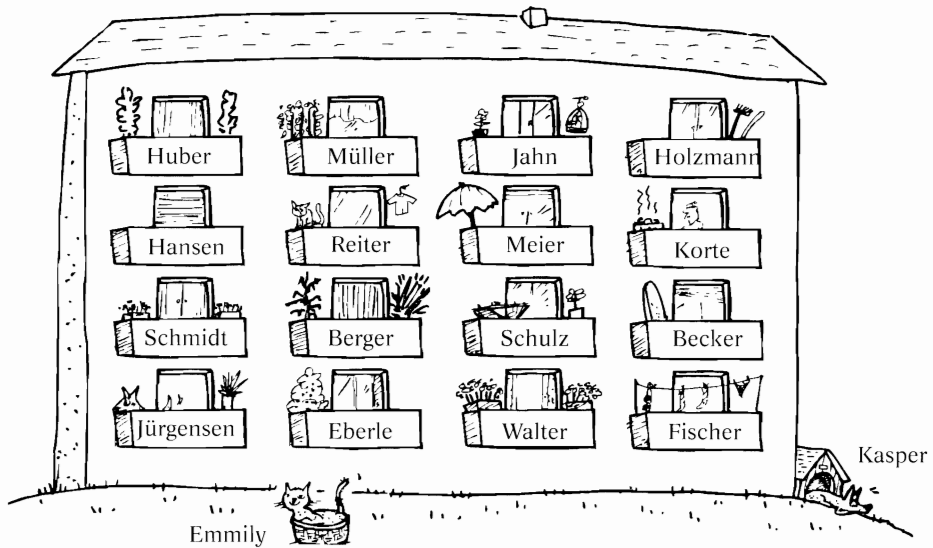 Huber
Müller
Jahn
Holzmann
Hansen
Reiter
Meier
Korte
Schmidt
Berger
Schulz
Becker
Jürgensen
Eberle
Walter
Fischer
Kasper
Emmily